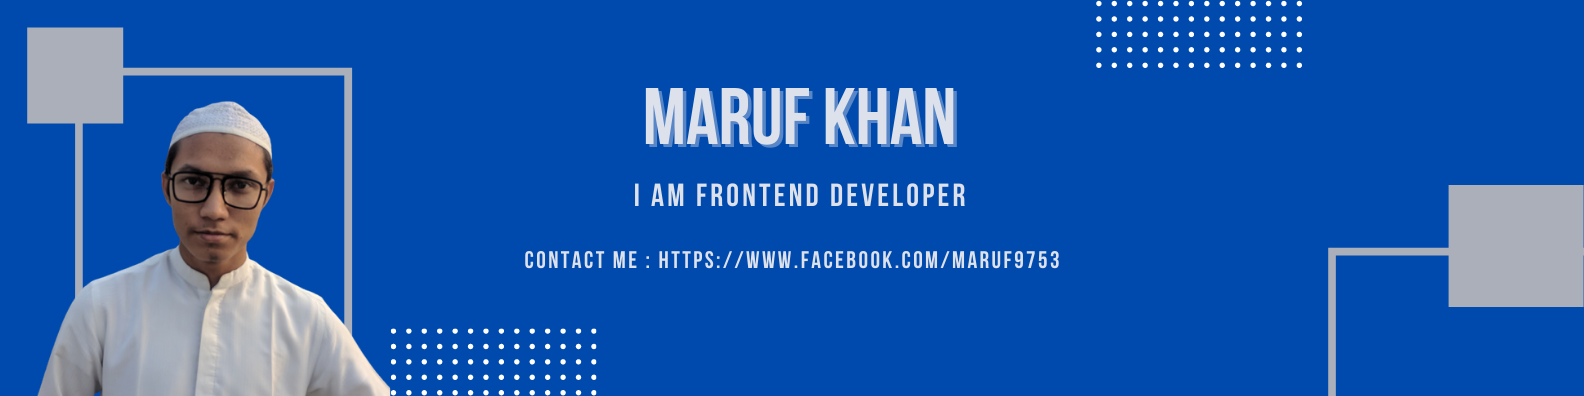 MARUF KHAN
I AM FRONTEND DEVELOPER
CONTACT ME : HTTPS://WWW.FACEBOOK.COM/MARUF9753